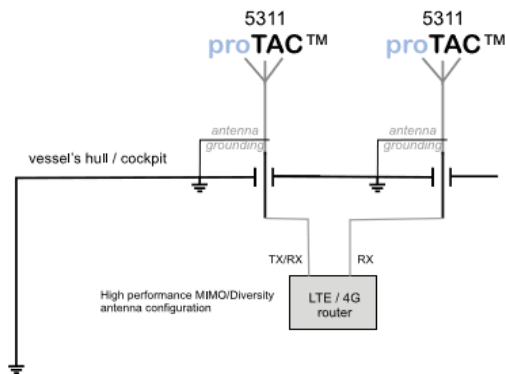 5311
proTAC™
5311
proTAC™
antenna
grounding
antenna
grounding
vessel's hull / cockpit
TX/RX
RX
High performance MIMO/Diversity
antenna configuration
LTE / 4G
router